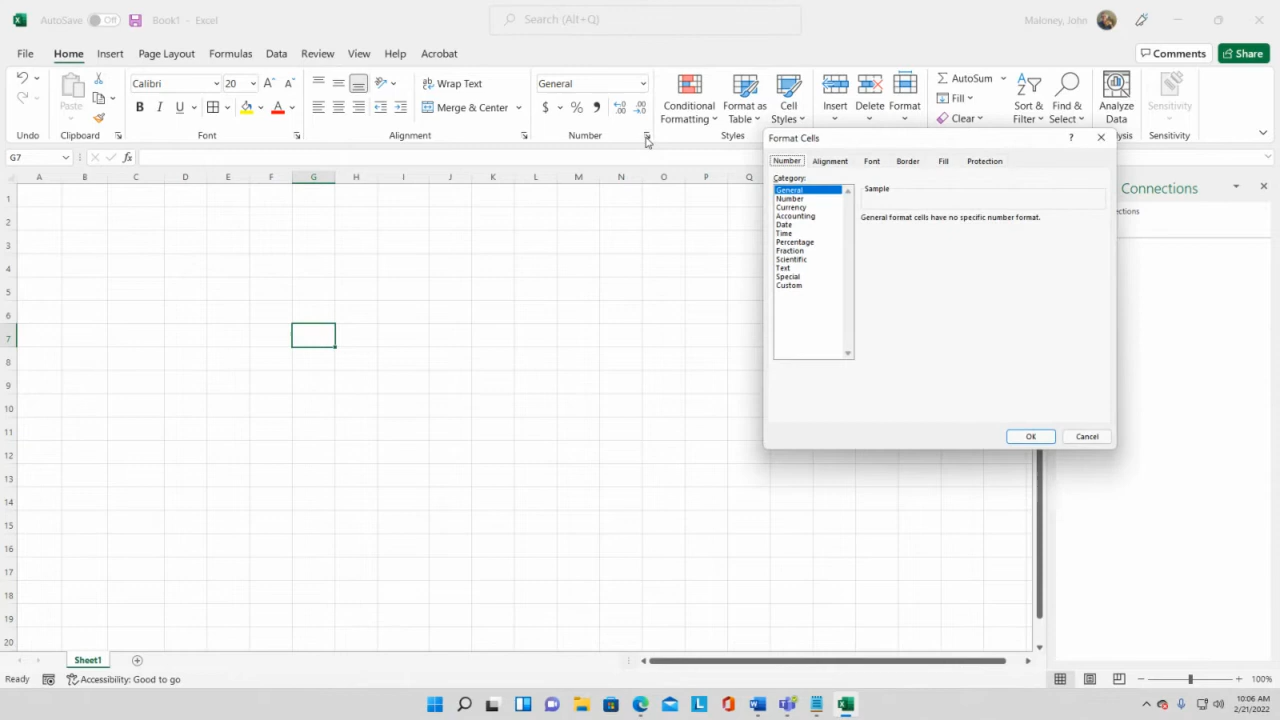 AutoSave Off Book1 - Excel Search (Alt+Q) Maloney, John
File Home Insert Page Layout Formulas Data Review View Help Acrobat Comments Share
Calibri 20 Wrap Text General AutoSum
Paste B I U Merge & Center $ % , Conditional Formatting Format as Table Cell Styles Insert Delete Format Fill Clear Sort & Filter Find & Select Analyze Data Sensitivity
Undo Clipboard Font Alignment Number Styles Sensitivity
G7 fx
A C D E F G H I J K L M N O P Q
1
2
3
4
5
6
7
8
9
10
11
12
13
14
15
16
17
18
19
20
Format Cells ?
Number Alignment Font Border Fill Protection
Category:
General
Number
Currency
Accounting
Date
Time
Percentage
Fraction
Scientific
Text
Special
Custom
Sample
General format cells have no specific number format.
OK Cancel
Connections
Sheet1
Ready Accessibility: Good to go 100%
10:06 AM
2/21/2022